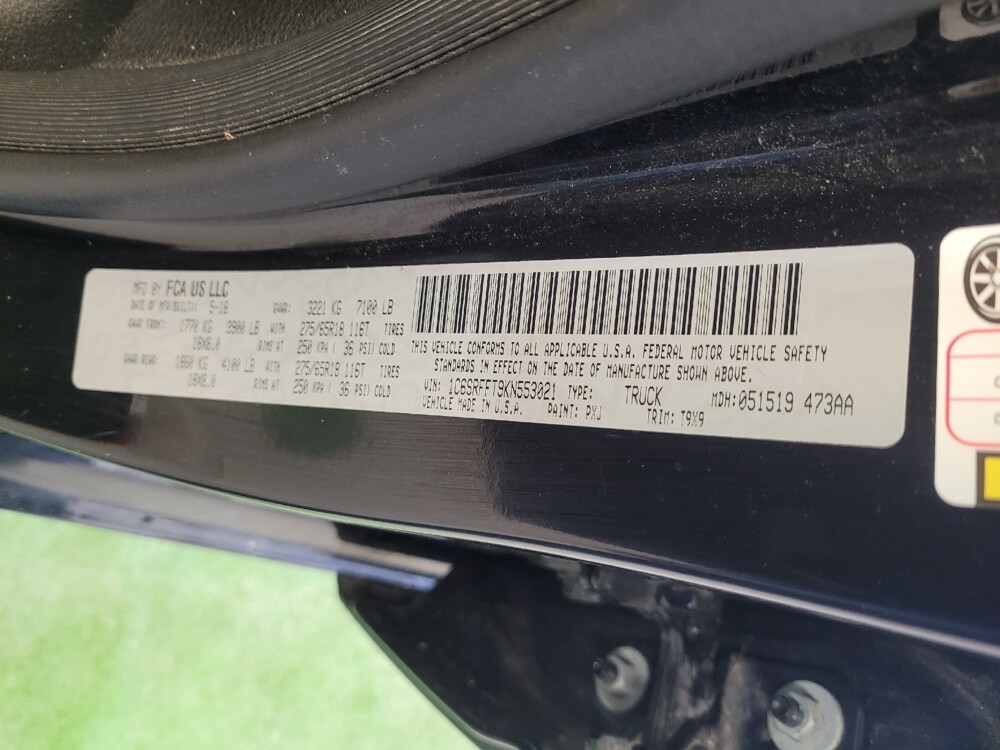 MFD BY FCA US LLC
DATE OF MFR/BUILT: 5-18 GVWR: 3221 KG 7100 LB
GAWR FRONT: 1770 KG 3900 LB WITH 275/65R18 116T TIRES
18X8.0 RIMS AT 250 KPA ( 36 PSI) COLD
GAWR REAR: 1860 KG 4100 LB WITH 275/65R18 116T TIRES
18X8.0 RIMS AT 250 KPA ( 36 PSI) COLD
THIS VEHICLE CONFORMS TO ALL APPLICABLE U.S.A. FEDERAL MOTOR VEHICLE SAFETY
STANDARDS IN EFFECT ON THE DATE OF MANUFACTURE SHOWN ABOVE.
VIN: 1C6SRFFT9KN553021 TYPE: TRUCK MDH:051519 473AA
VEHICLE MADE IN U.S.A. PAINT: PXJ TRIM: T9X9